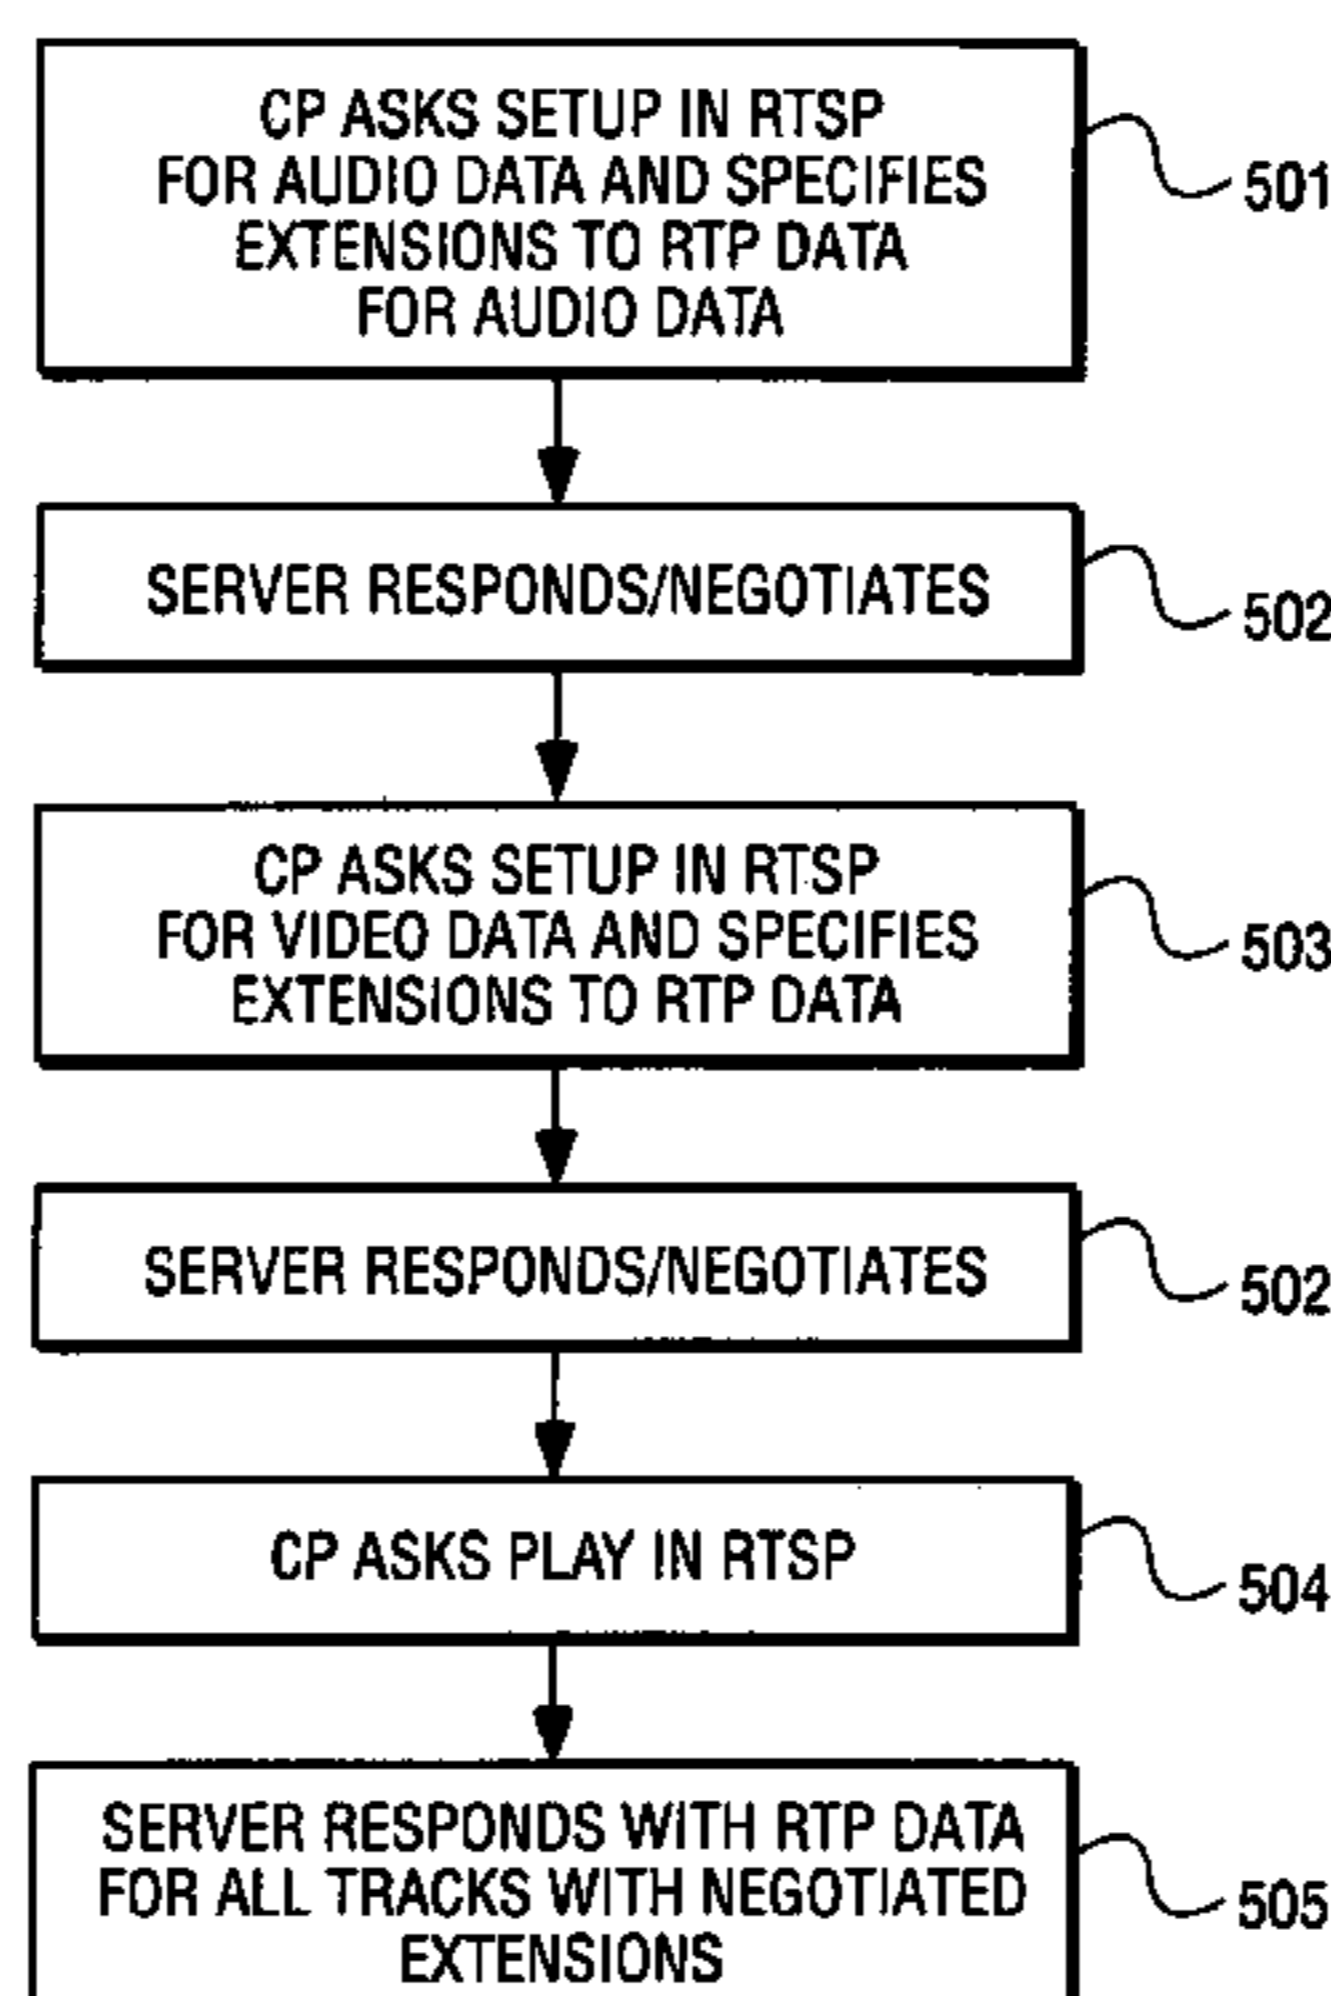 CP ASKS SETUP IN RTSP
FOR AUDIO DATA AND SPECIFIES
EXTENSIONS TO RTP DATA
FOR AUDIO DATA
501
SERVER RESPONDS/NEGOTIATES
502
CP ASKS SETUP IN RTSP
FOR VIDEO DATA AND SPECIFIES
EXTENSIONS TO RTP DATA
503
SERVER RESPONDS/NEGOTIATES
502
CP ASKS PLAY IN RTSP
504
SERVER RESPONDS WITH RTP DATA
FOR ALL TRACKS WITH NEGOTIATED
EXTENSIONS
505